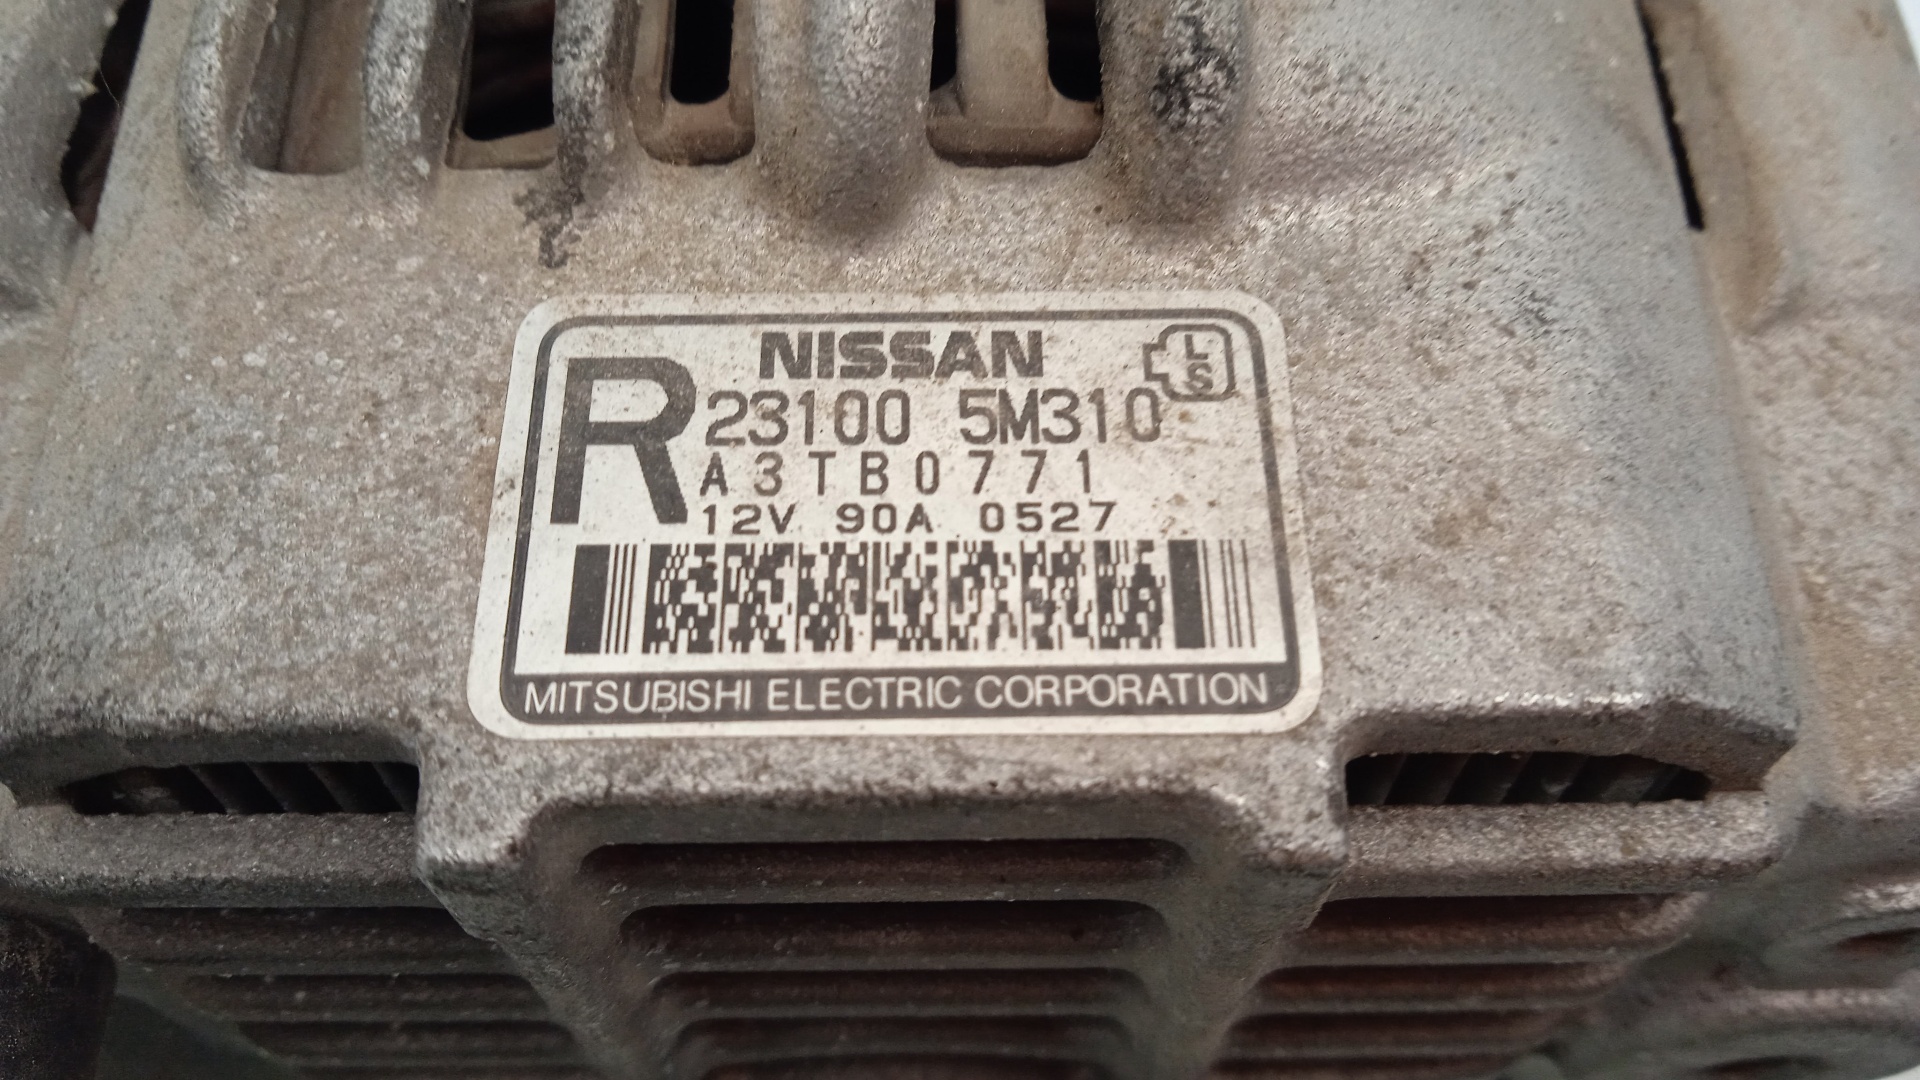 NISSAN
L
S
R
23100 5M310
A3TB0771
12V 90A 0527
MITSUBISHI ELECTRIC CORPORATION